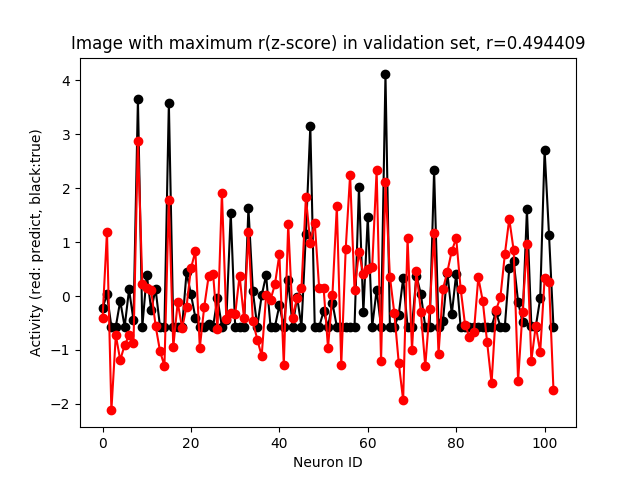 Image with maximum r(z-score) in validation set, r=0.494409
Activity (red: predict, black:true)
4
3
2
1
0
−1
−2
0 20 40 60 80 100
Neuron ID